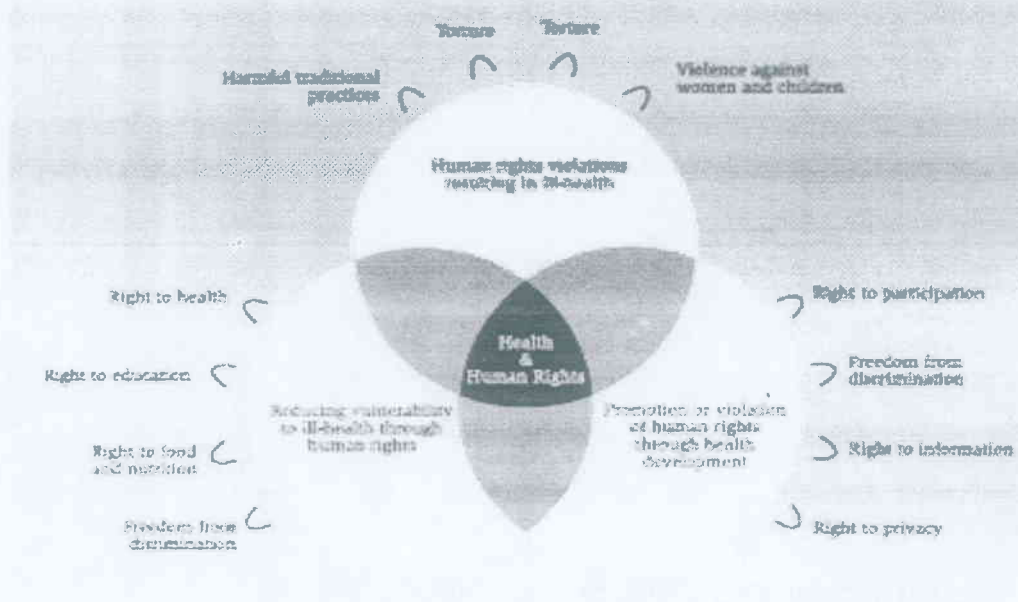 Torture
Torture
Harmful traditional
practices
Violence against
women and children
Human rights violations
resulting in ill-health
Right to health
Right to participation
Health
&
Human Rights
Right to education
Freedom from
discrimination
Reducing vulnerability
to ill-health through
human rights
Promotion or violation
of human rights
through health
development
Right to food
and nutrition
Right to information
Freedom from
discrimination
Right to privacy